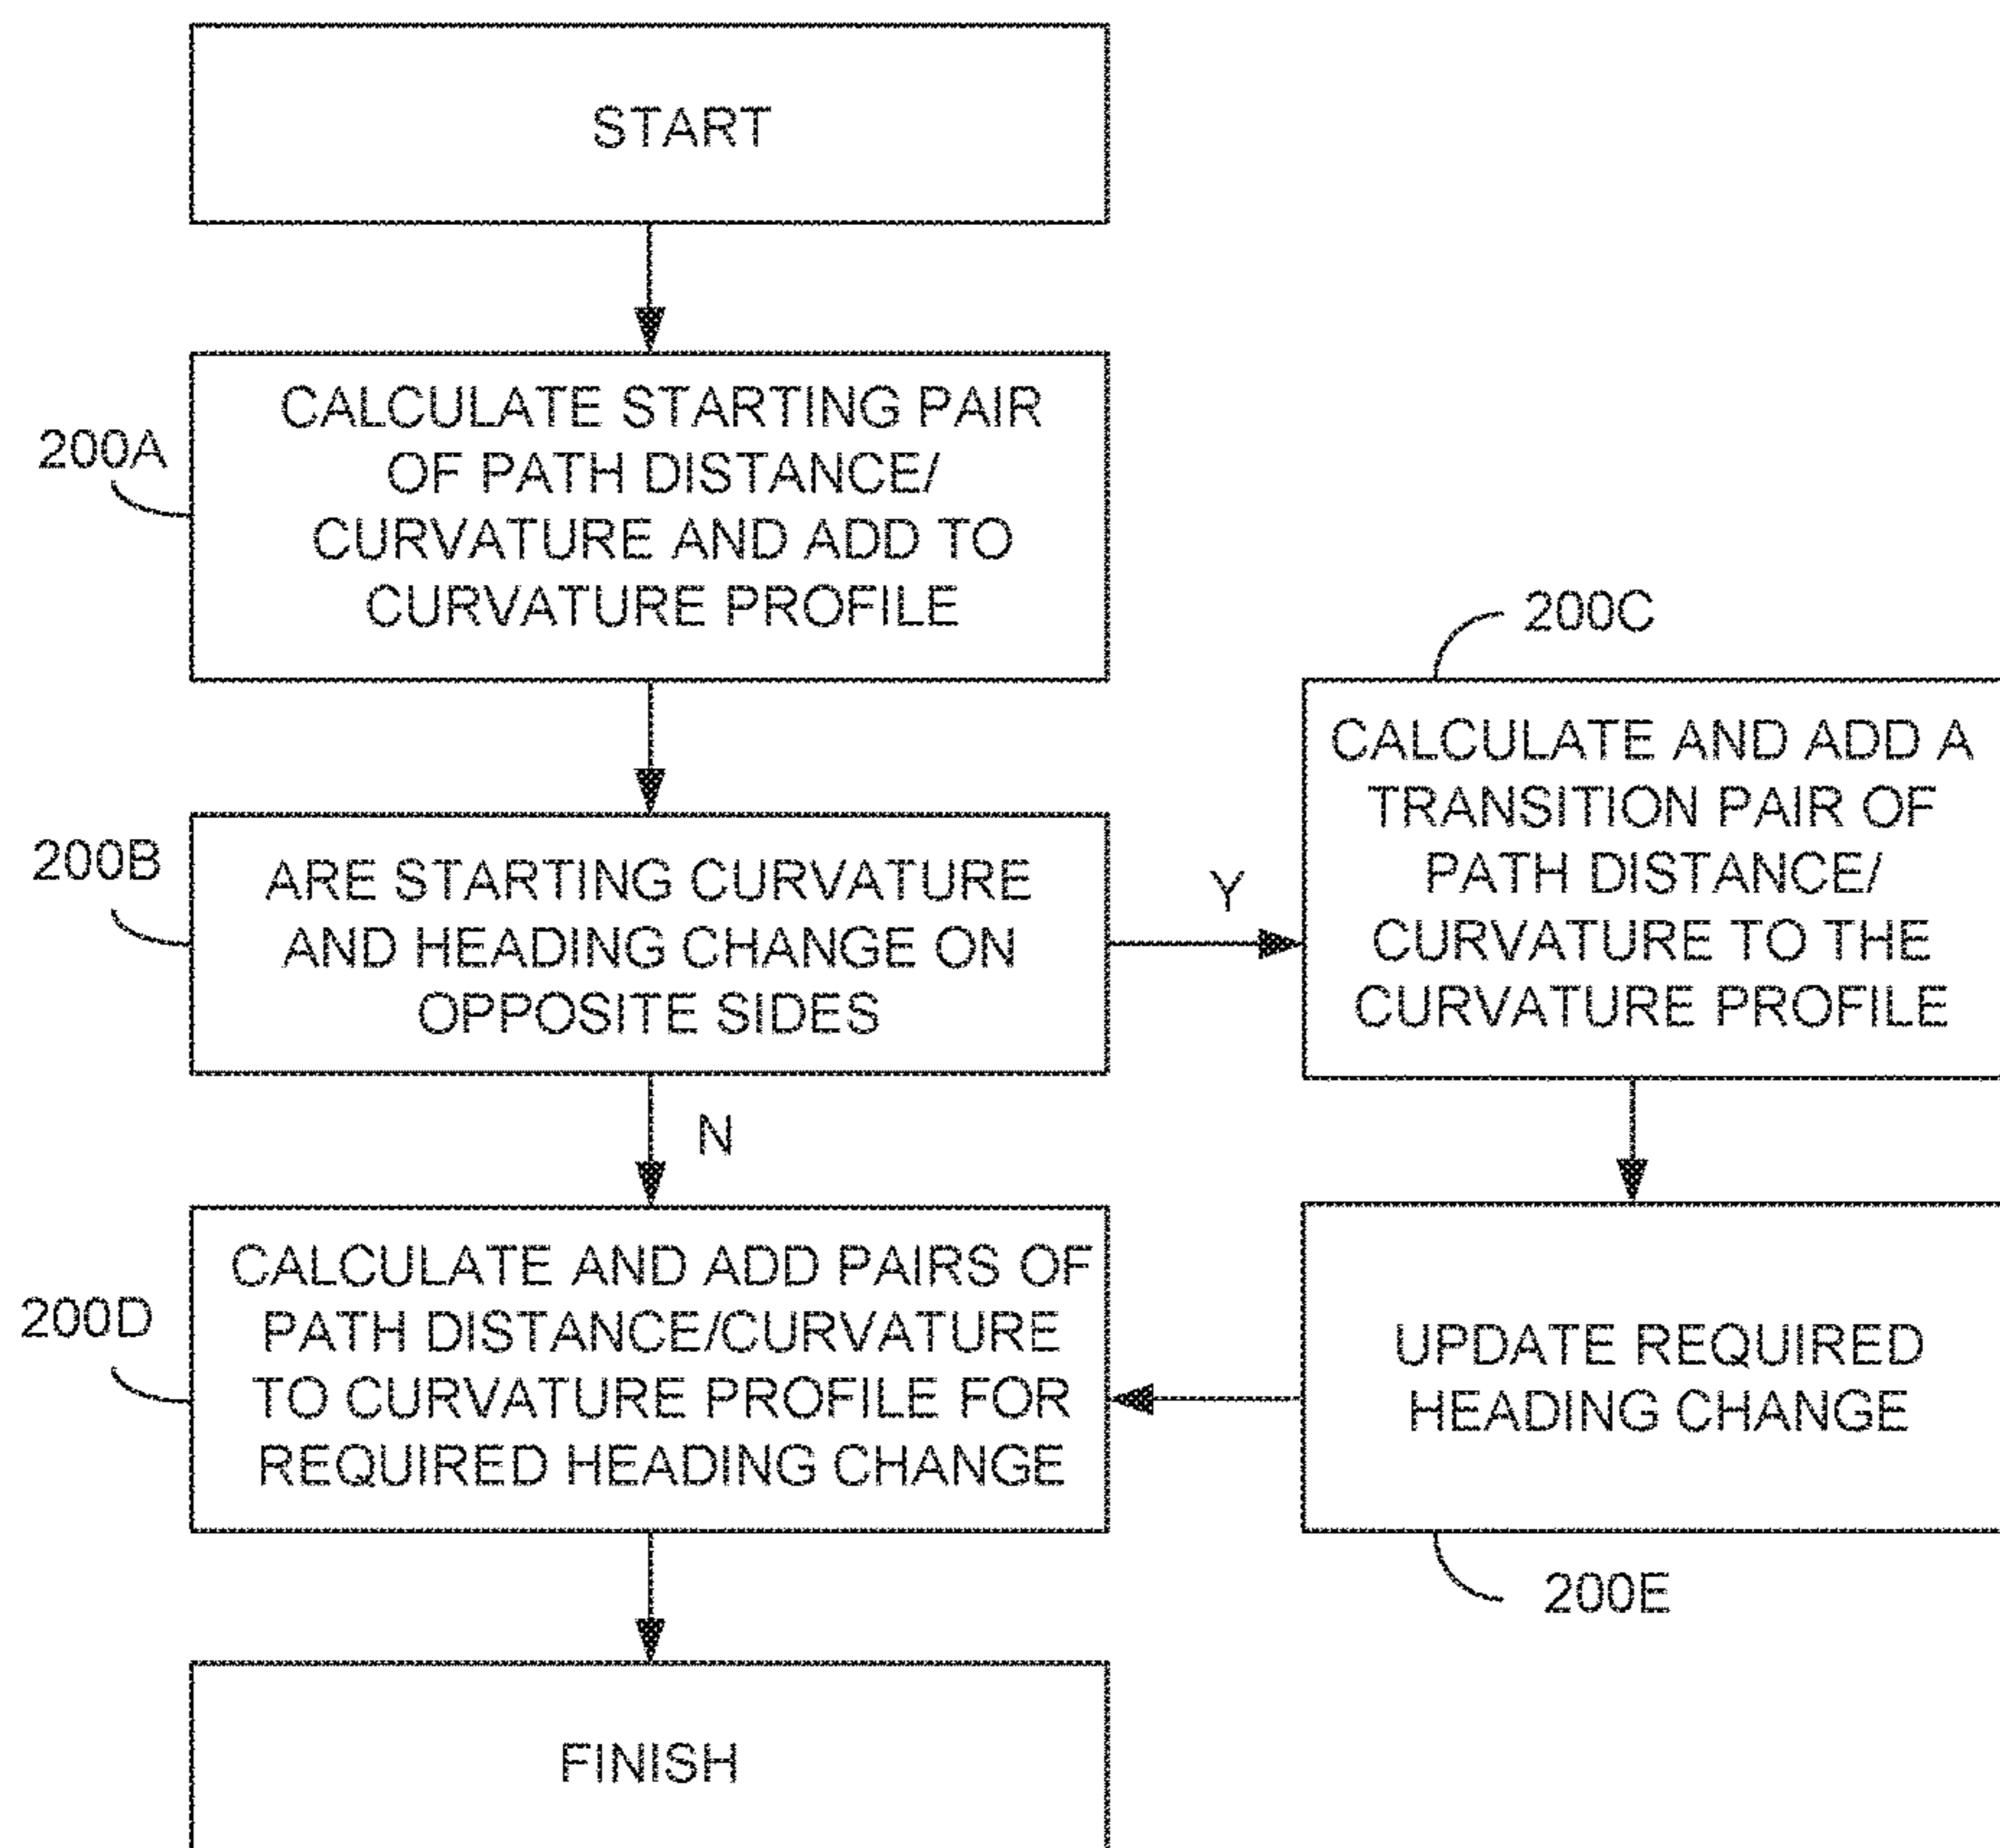 START
200A
CALCULATE STARTING PAIR
OF PATH DISTANCE/
CURVATURE AND ADD TO
CURVATURE PROFILE
200B
ARE STARTING CURVATURE
AND HEADING CHANGE ON
OPPOSITE SIDES
Y
200C
CALCULATE AND ADD A
TRANSITION PAIR OF
PATH DISTANCE/
CURVATURE TO THE
CURVATURE PROFILE
N
200D
CALCULATE AND ADD PAIRS OF
PATH DISTANCE/CURVATURE
TO CURVATURE PROFILE FOR
REQUIRED HEADING CHANGE
UPDATE REQUIRED
HEADING CHANGE
200E
FINISH